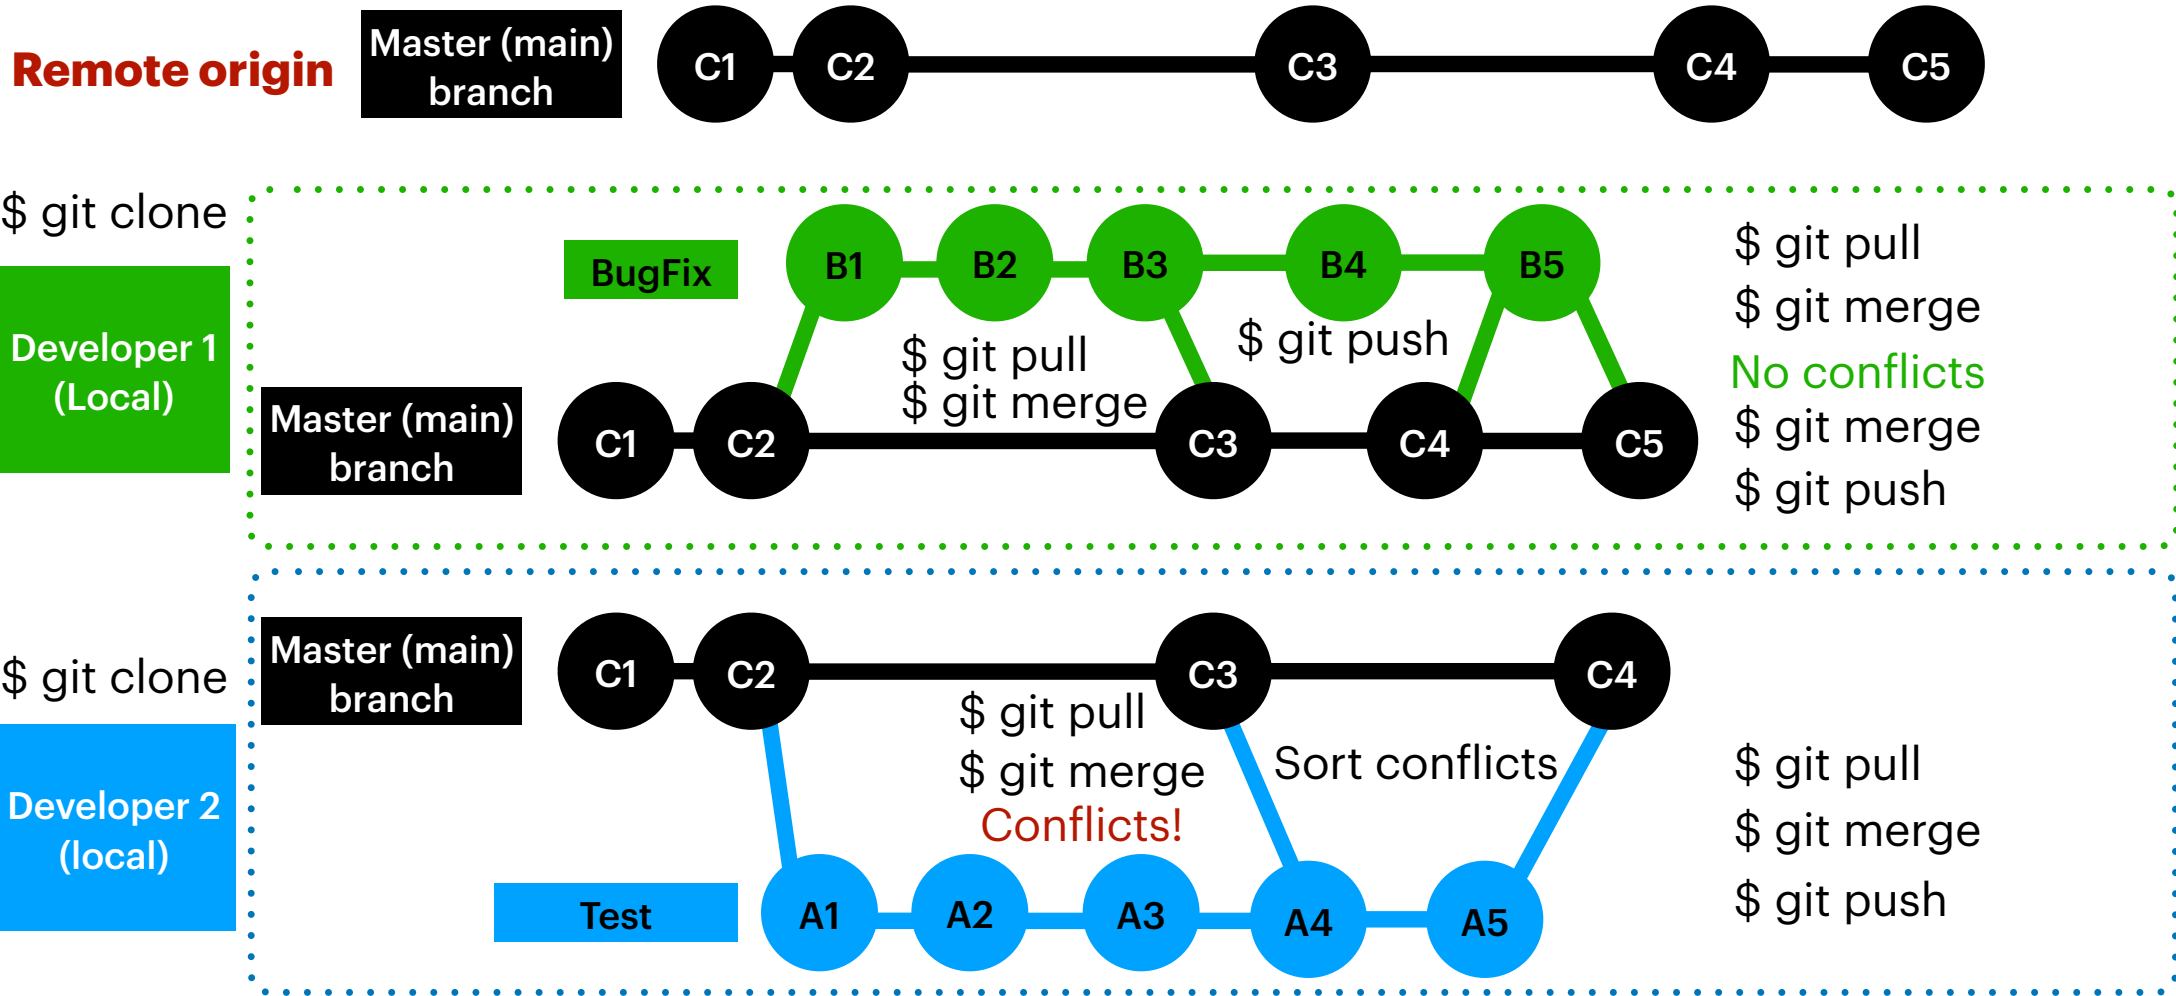 Remote origin
Master (main)
branch
C1
C2
C3
C4
C5
$ git clone
Developer 1
(Local)
BugFix
B1
B2
B3
B4
B5
$ git pull
$ git merge
$ git push
Master (main)
branch
C1
C2
C3
C4
C5
$ git pull
$ git merge
No conflicts
$ git merge
$ git push
$ git clone
Developer 2
(local)
Master (main)
branch
C1
C2
C3
C4
$ git pull
$ git merge
Conflicts!
Sort conflicts
Test
A1
A2
A3
A4
A5
$ git pull
$ git merge
$ git push